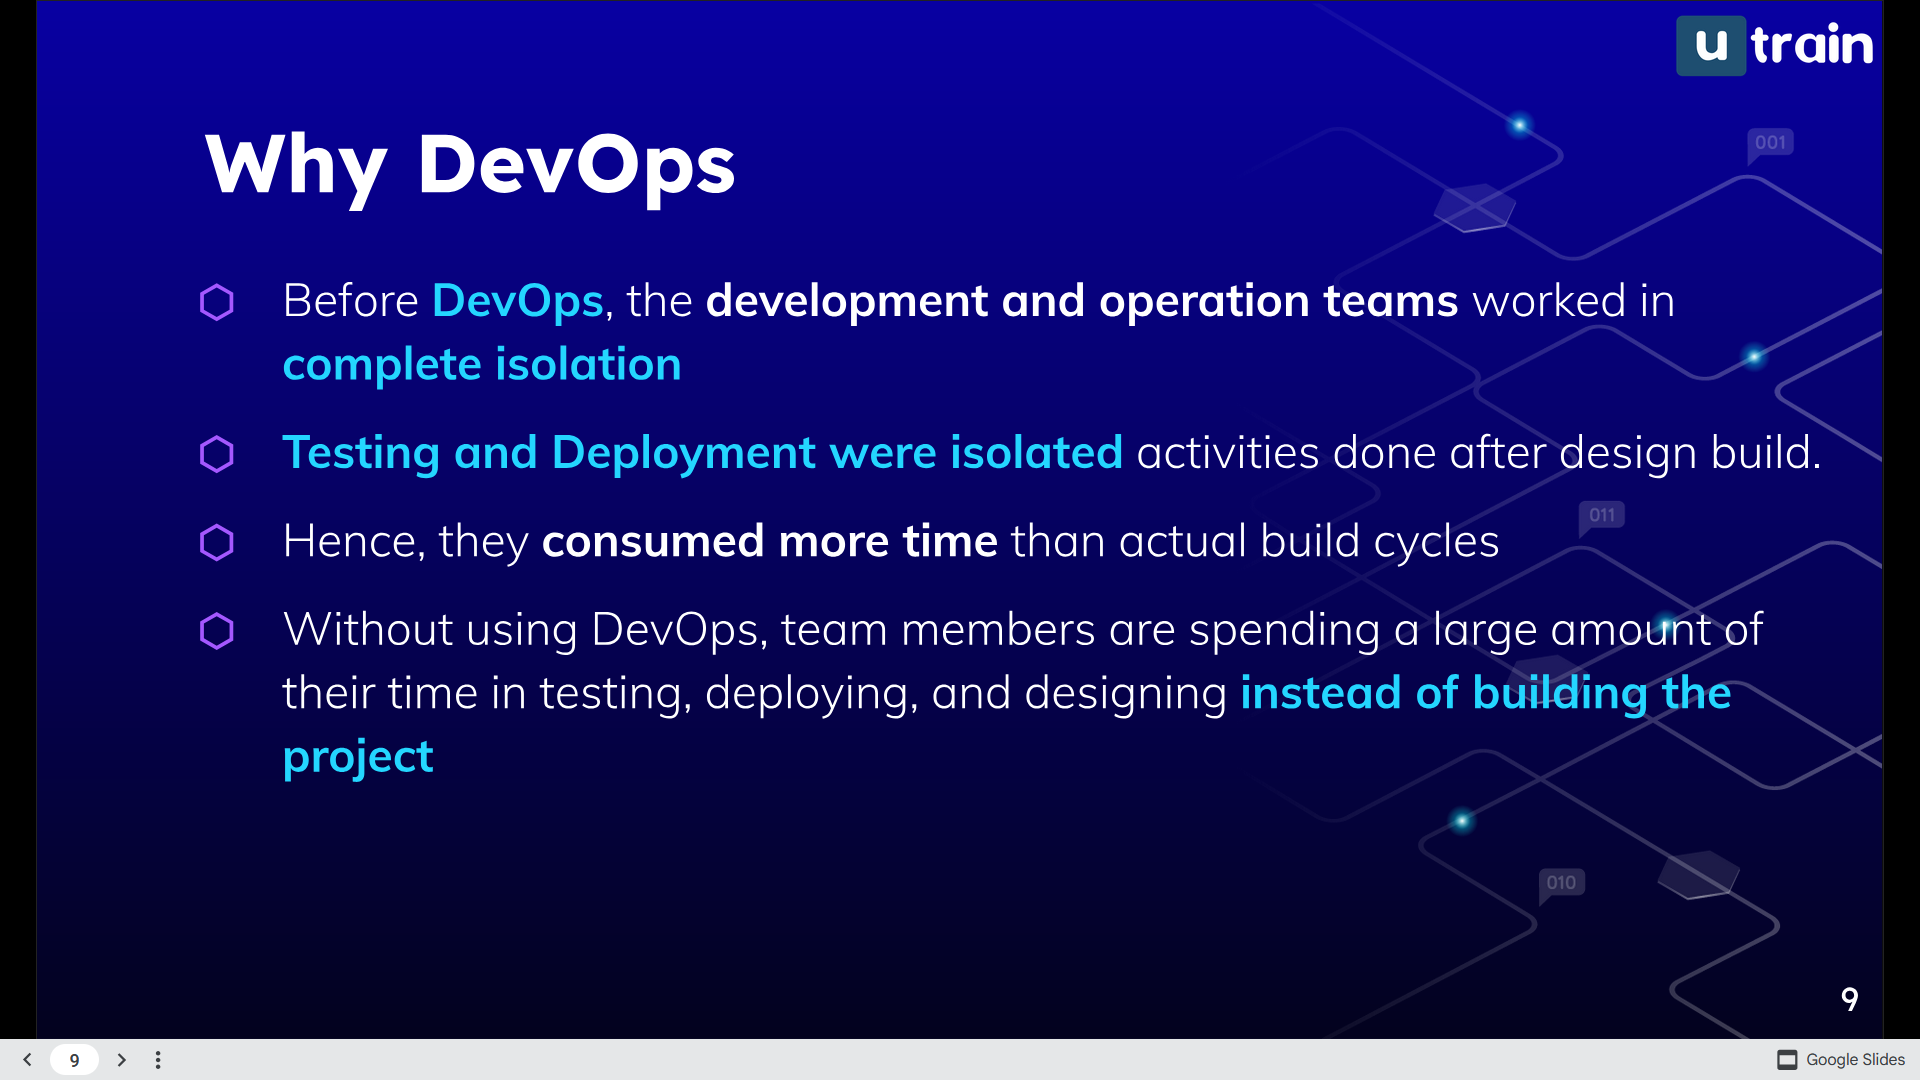 u train
001
Why DevOps
Before DevOps, the development and operation teams worked in
complete isolation
Testing and Deployment were isolated activities done after design build.
011
Hence, they consumed more time than actual build cycles
Without using DevOps, team members are spending a large amount of
their time in testing, deploying, and designing instead of building the
project
010
9
9
Google Slides